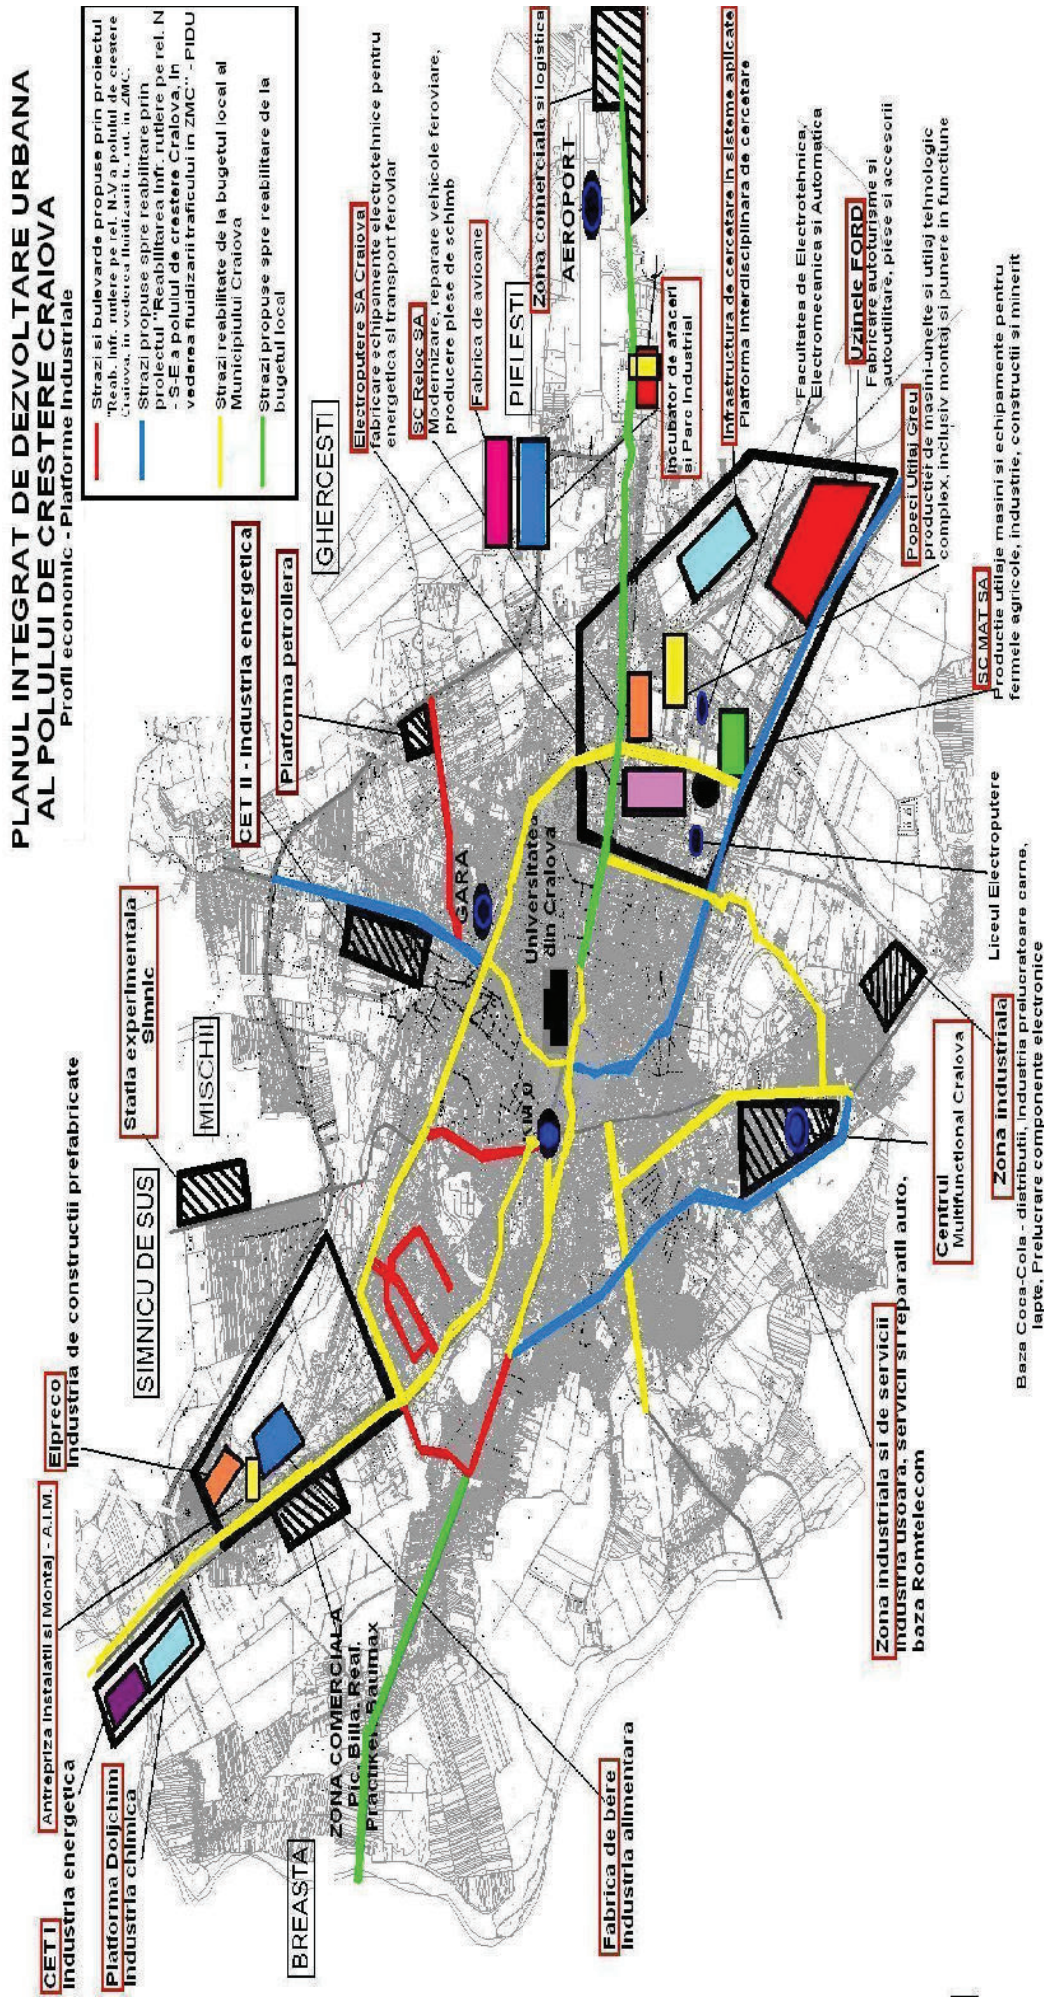 PLANUL INTEGRAT DE DEZVOLTARE URBANA
AL POLULUI DE CRESTERE CRAIOVA
Profil economic - Platforme Industriale
Strazi si bulevarde propuse prin proiectul
"Reab. Infr. rutiere pe rel. N-V a polului de crestere
Craiova, in vederea fluidizarii tr. rut. in ZMC.
Strazi propuse spre reabilitare prin
proiectul "Reabilitarea Infr. rutiere pe rel. N
- S-E a polului de crestere Craiova, in
vederea fluidizarii traficului in ZMC" - PIDU
Strazi reabilitate de la bugetul local al
Municipiului Craiova
Strazi propuse spre reabilitare de la
bugetul local
Electroputere SA Craiova
fabricare echipemente electrotehnice pentru
energetica si transport feroviar
SC Reloc SA
Modernizare, reparare vehicole feroviare,
producere piese de schimb
Fabrica de avioane
PIELESTI
Zona comerciala si logistica
AEROPORT
GHERCESTI
Incubator de afaceri
si Parc Industrial
Infrastructura de cercetare in sisteme aplicate
Platforma Interdisciplinara de cercetare
Facultatea de Electrotehnica,
Electromecanica si Automatica
Uzinele FORD
Fabricare autoturisme si
autoutilitare, piese si accesorii
Popeci Utilaj Greu
productie de masini-unelte si utilaj tehnologic
complex, inclusiv montaj si punere in functiune
SC MAT SA
Productie utilaje masini si echipamente pentru
fermele agricole, industrie, constructii si minerit
CET II - Industria energetica
Platforma petroliera
Statia experimentala
Simnic
MISCHII
SIMNICU DE SUS
GARA
Universitatea
din Craiova
KM 0
Liceul Electroputere
Zona industriala
Baza Coca-Cola - distributii, Industria prelucratoare carne,
lapte, Prelucrare componente electronice
Centrul
Multifunctional Craiova
Zona industriala si de servicii
Industria usoara, servicii si reparatii auto,
baza Romtelecom
Elpreco
Industria de constructii prefabricate
Antrepriza Instalatii si Montaj - A.I.M.
CET I
Industria energetica
Platforma Doljchim
Industria chimica
ZONA COMERCIALA
Pic, Billa, Real,
Practiker, Baumax
BREASTA
Fabrica de bere
Industria alimentara